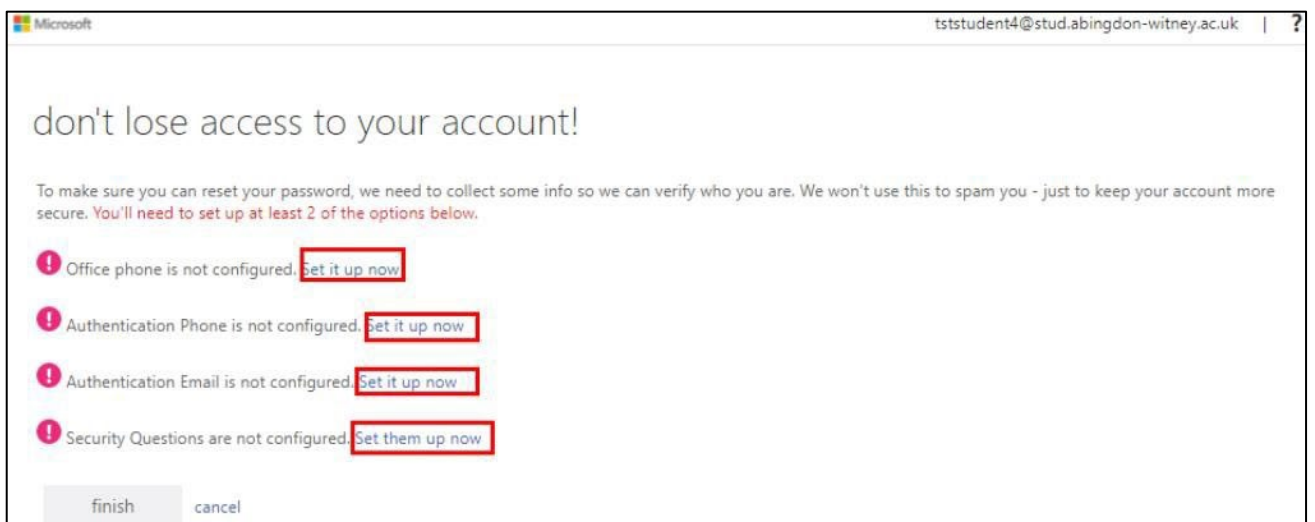 Microsoft
tststudent4@stud.abingdon-witney.ac.uk | ?
don't lose access to your account!
To make sure you can reset your password, we need to collect some info so we can verify who you are. We won't use this to spam you - just to keep your account more
secure. You'll need to set up at least 2 of the options below.
! Office phone is not configured. Set it up now
! Authentication Phone is not configured. Set it up now
! Authentication Email is not configured. Set it up now
! Security Questions are not configured. Set them up now
finish cancel